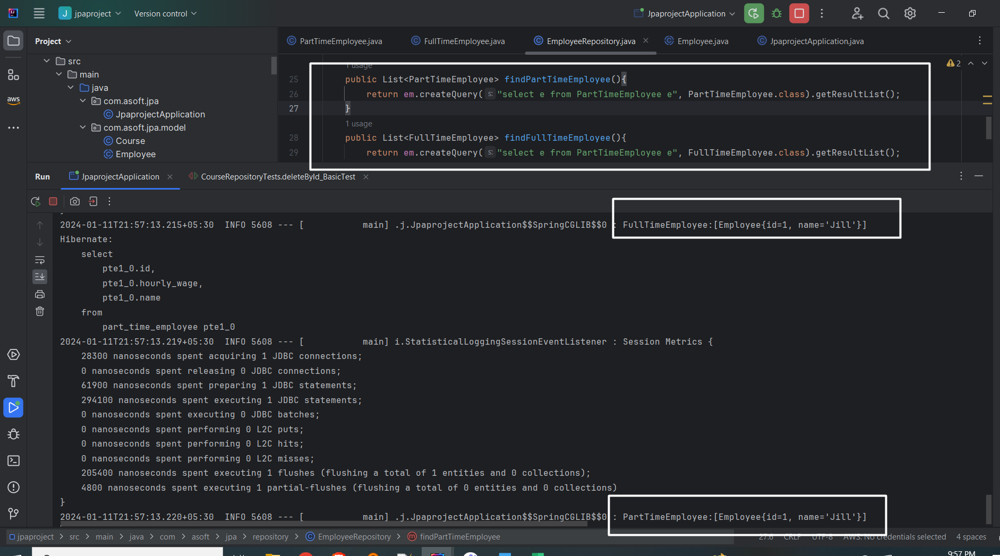 J jpaproject Version control JpaprojectApplication
Project PartTimeEmployee.java FullTimeEmployee.java EmployeeRepository.java Employee.java JpaprojectApplication.java
src
main
java
com.asoft.jpa
JpaprojectApplication
com.asoft.jpa.model
Course
Employee
aws
1 usage
2
25 public List<PartTimeEmployee> findPartTimeEmployee(){
26 return em.createQuery( s: "select e from PartTimeEmployee e", PartTimeEmployee.class).getResultList();
27 }
1 usage
28 public List<FullTimeEmployee> findFullTimeEmployee(){
29 return em.createQuery( s: "select e from PartTimeEmployee e", FullTimeEmployee.class).getResultList();
Run JpaprojectApplication CourseRepositoryTests.deleteById_BasicTest
2024-01-11T21:57:13.215+05:30  INFO 5608 --- [           main] .j.JpaprojectApplication$$SpringCGLIB$$0 : FullTimeEmployee:[Employee{id=1, name='Jill'}]
Hibernate:
select
pte1_0.id,
pte1_0.hourly_wage,
pte1_0.name
from
part_time_employee pte1_0
2024-01-11T21:57:13.219+05:30  INFO 5608 --- [           main] i.StatisticalLoggingSessionEventListener : Session Metrics {
28300 nanoseconds spent acquiring 1 JDBC connections;
0 nanoseconds spent releasing 0 JDBC connections;
61900 nanoseconds spent preparing 1 JDBC statements;
294100 nanoseconds spent executing 1 JDBC statements;
0 nanoseconds spent executing 0 JDBC batches;
0 nanoseconds spent performing 0 L2C puts;
0 nanoseconds spent performing 0 L2C hits;
0 nanoseconds spent performing 0 L2C misses;
205400 nanoseconds spent executing 1 flushes (flushing a total of 1 entities and 0 collections);
4800 nanoseconds spent executing 1 partial-flushes (flushing a total of 0 entities and 0 collections)
}
2024-01-11T21:57:13.220+05:30  INFO 5608 --- [           main] .j.JpaprojectApplication$$SpringCGLIB$$0 : PartTimeEmployee:[Employee{id=1, name='Jill'}]
jpaproject > src > main > java > com > asoft > jpa > repository > EmployeeRepository > findPartTimeEmployee 27:6 CRLF UTF-8 AWS: No credentials selected 4 spaces
9:57 PM